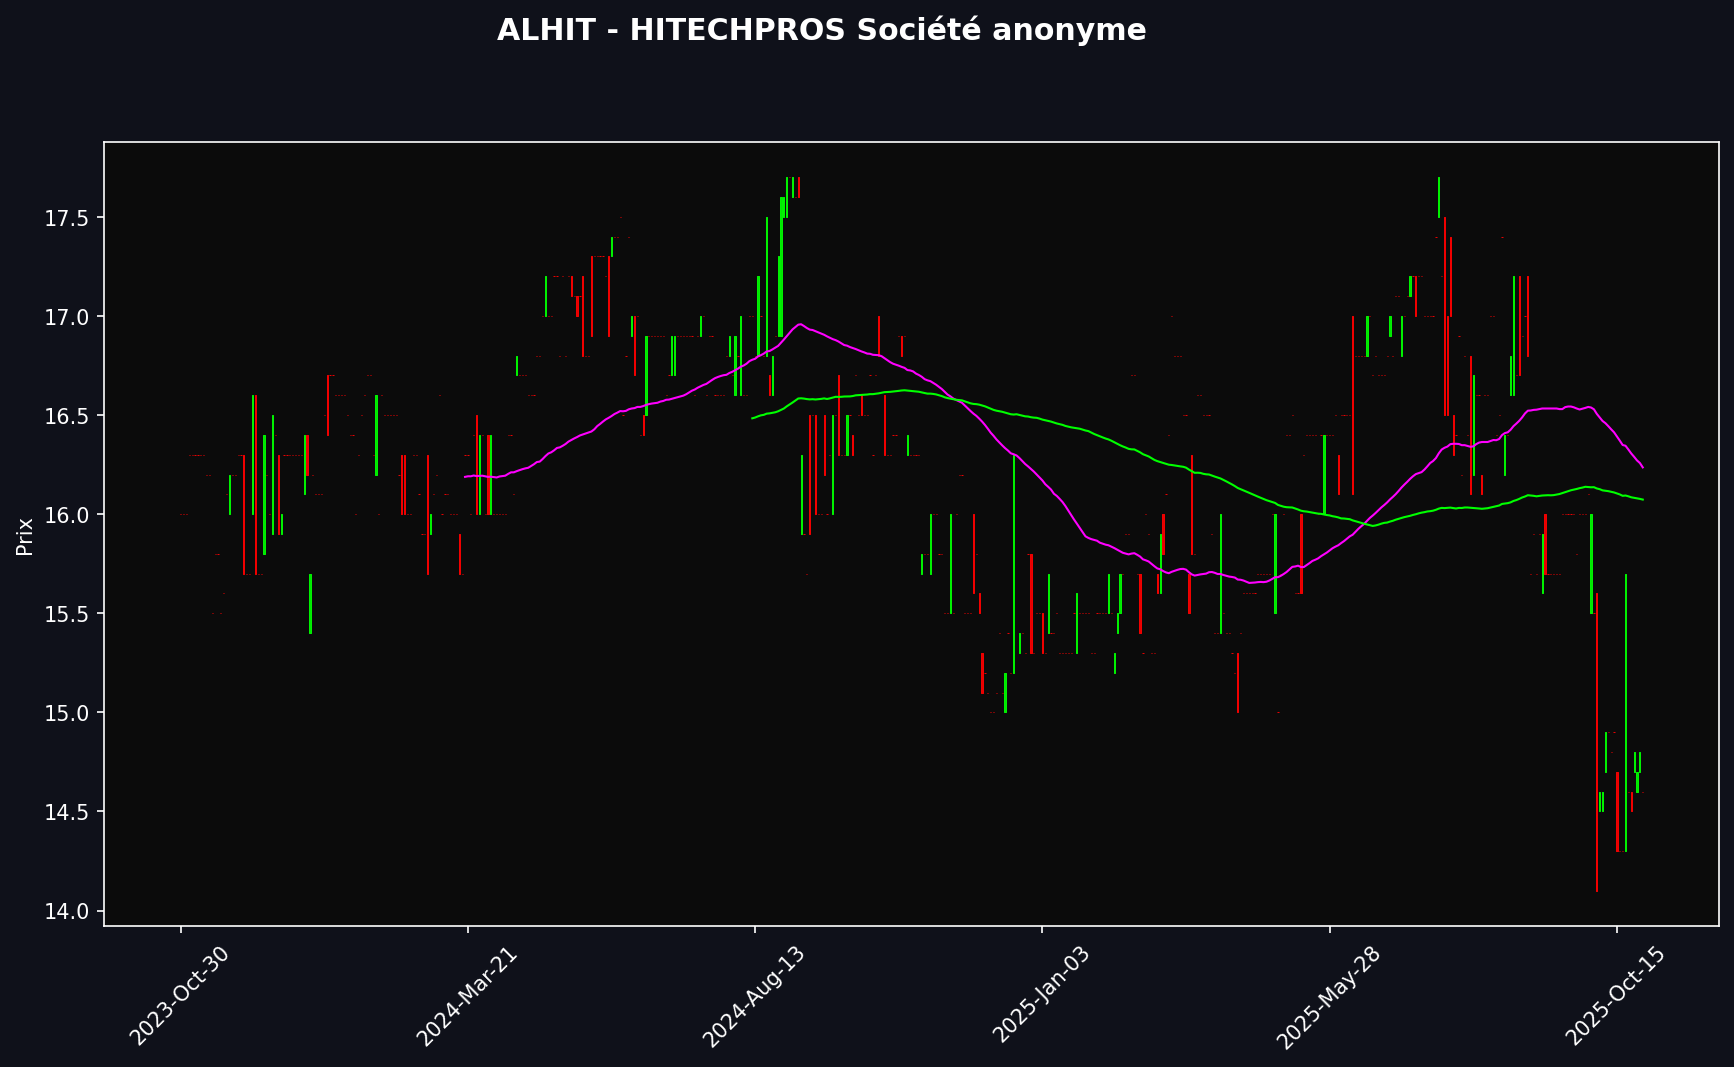 ALHIT - HITECHPROS Société anonyme
Prix
17.5
17.0
16.5
16.0
15.5
15.0
14.5
14.0
2023-Oct-30
2024-Mar-21
2024-Aug-13
2025-Jan-03
2025-May-28
2025-Oct-15